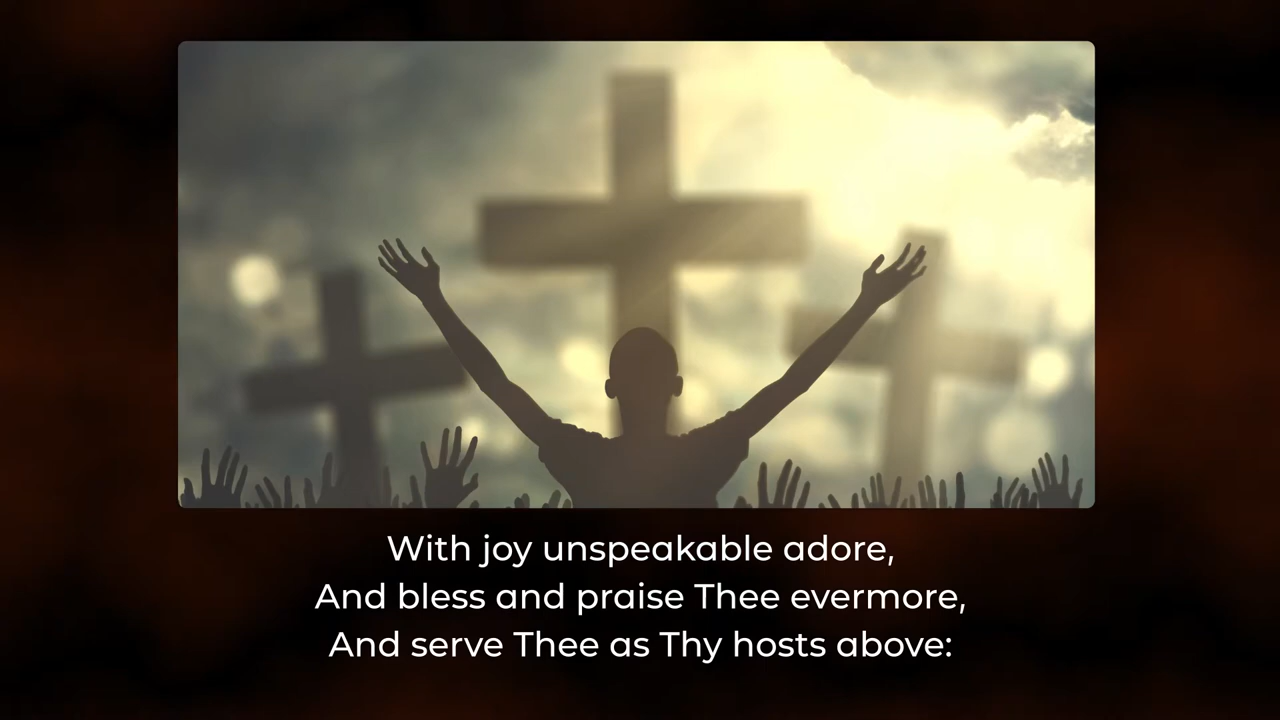 With joy unspeakable adore,
And bless and praise Thee evermore,
And serve Thee as Thy hosts above: